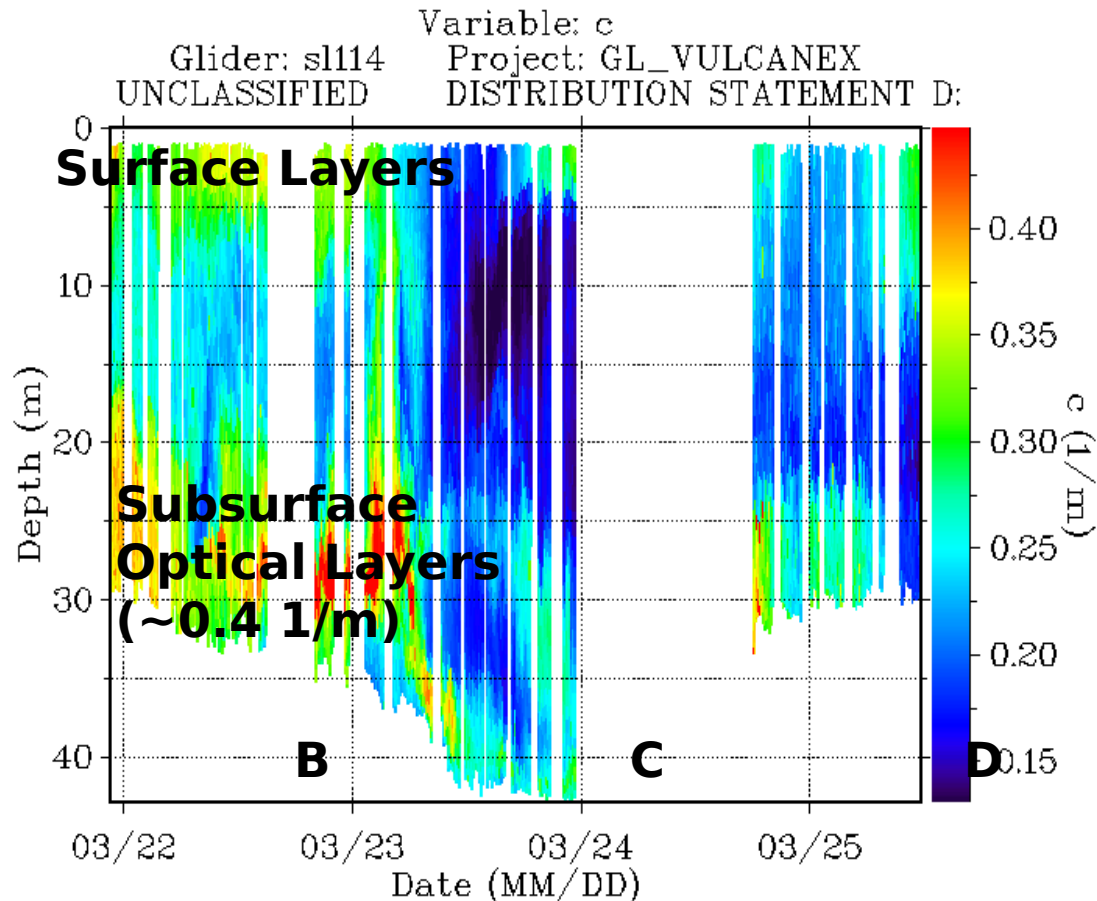 Variable: c
Glider: sl114 Project: GL_VULCANEX
UNCLASSIFIED DISTRIBUTION STATEMENT D:
0
Surface Layers
10
20
30
40
Depth (m)
Subsurface
Optical Layers
(~0.4 1/m)
B
C
D
0.40
0.35
0.30
0.25
0.20
0.15
c (1/m)
03/22
03/23
03/24
03/25
Date (MM/DD)